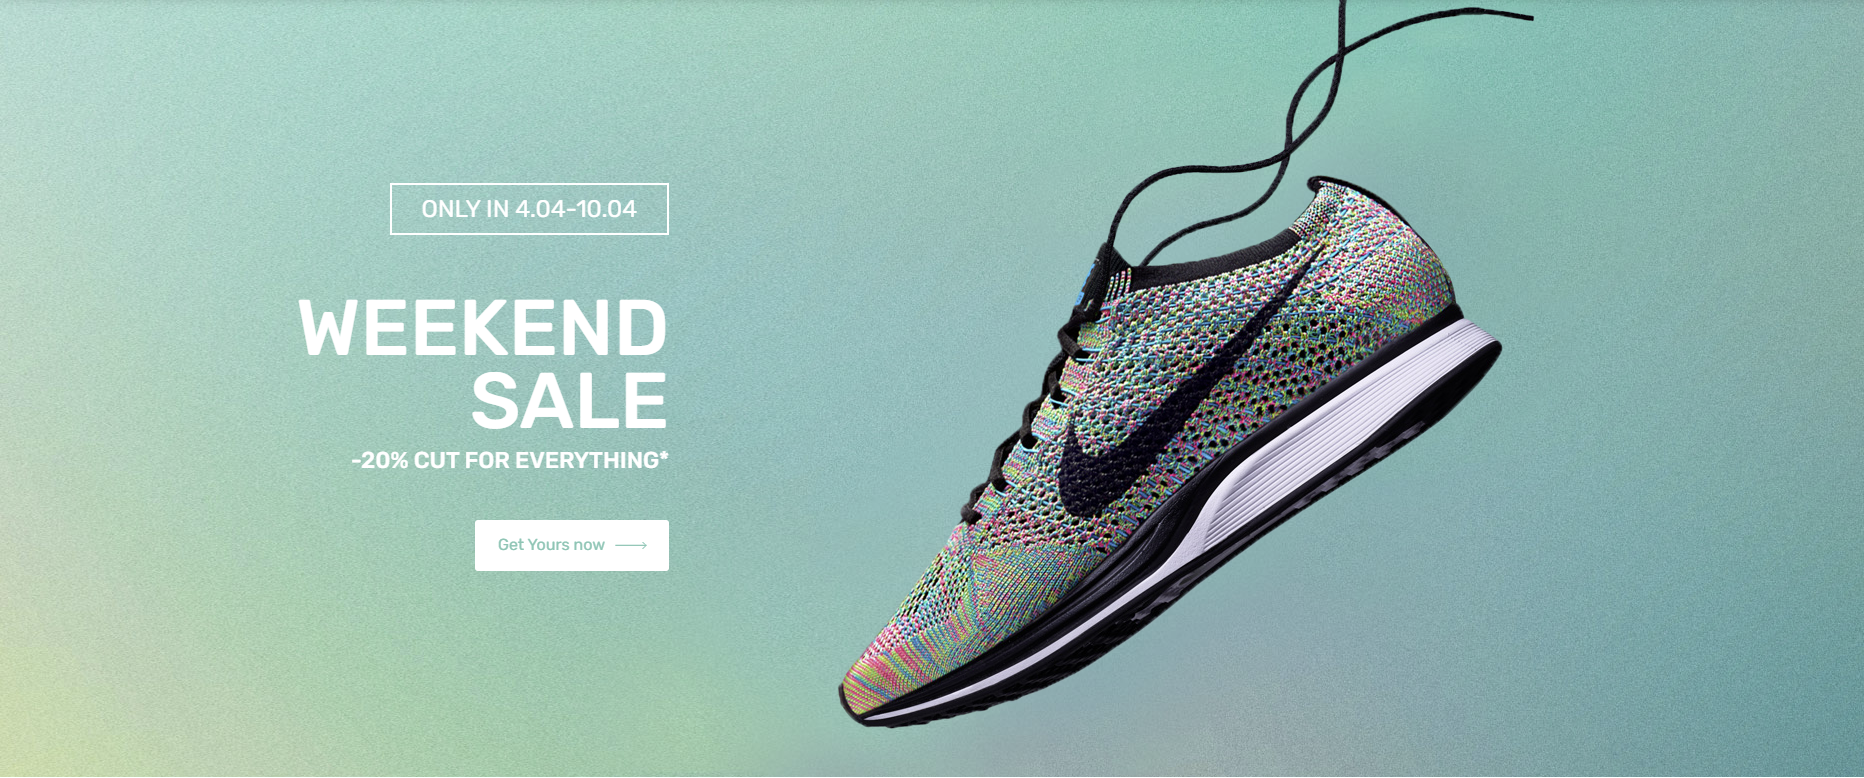 ONLY IN 4.04-10.04
WEEKEND
SALE
-20% CUT FOR EVERYTHING*
Get Yours now